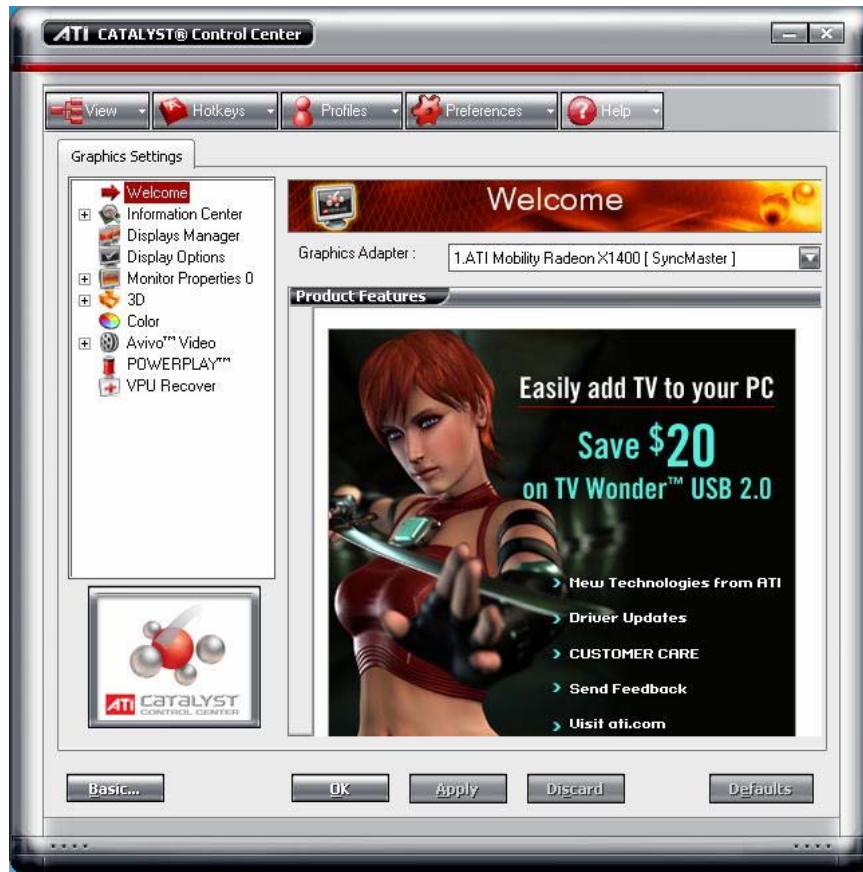 ATI CATALYST® Control Center
View
Hotkeys
Profiles
Preferences
Help
Graphics Settings
Welcome
Information Center
Displays Manager
Display Options
Monitor Properties 0
3D
Color
Avivo™ Video
POWERPLAY™
VPU Recover
Welcome
Graphics Adapter :
1.ATI Mobility Radeon X1400 [ SyncMaster ]
Product Features
Easily add TV to your PC
Save $20
on TV Wonder™ USB 2.0
New Technologies from ATI
Driver Updates
CUSTOMER CARE
Send Feedback
Visit ati.com
ATI CATALYST
CONTROL CENTER
Basic...
OK
Apply
Discard
Defaults